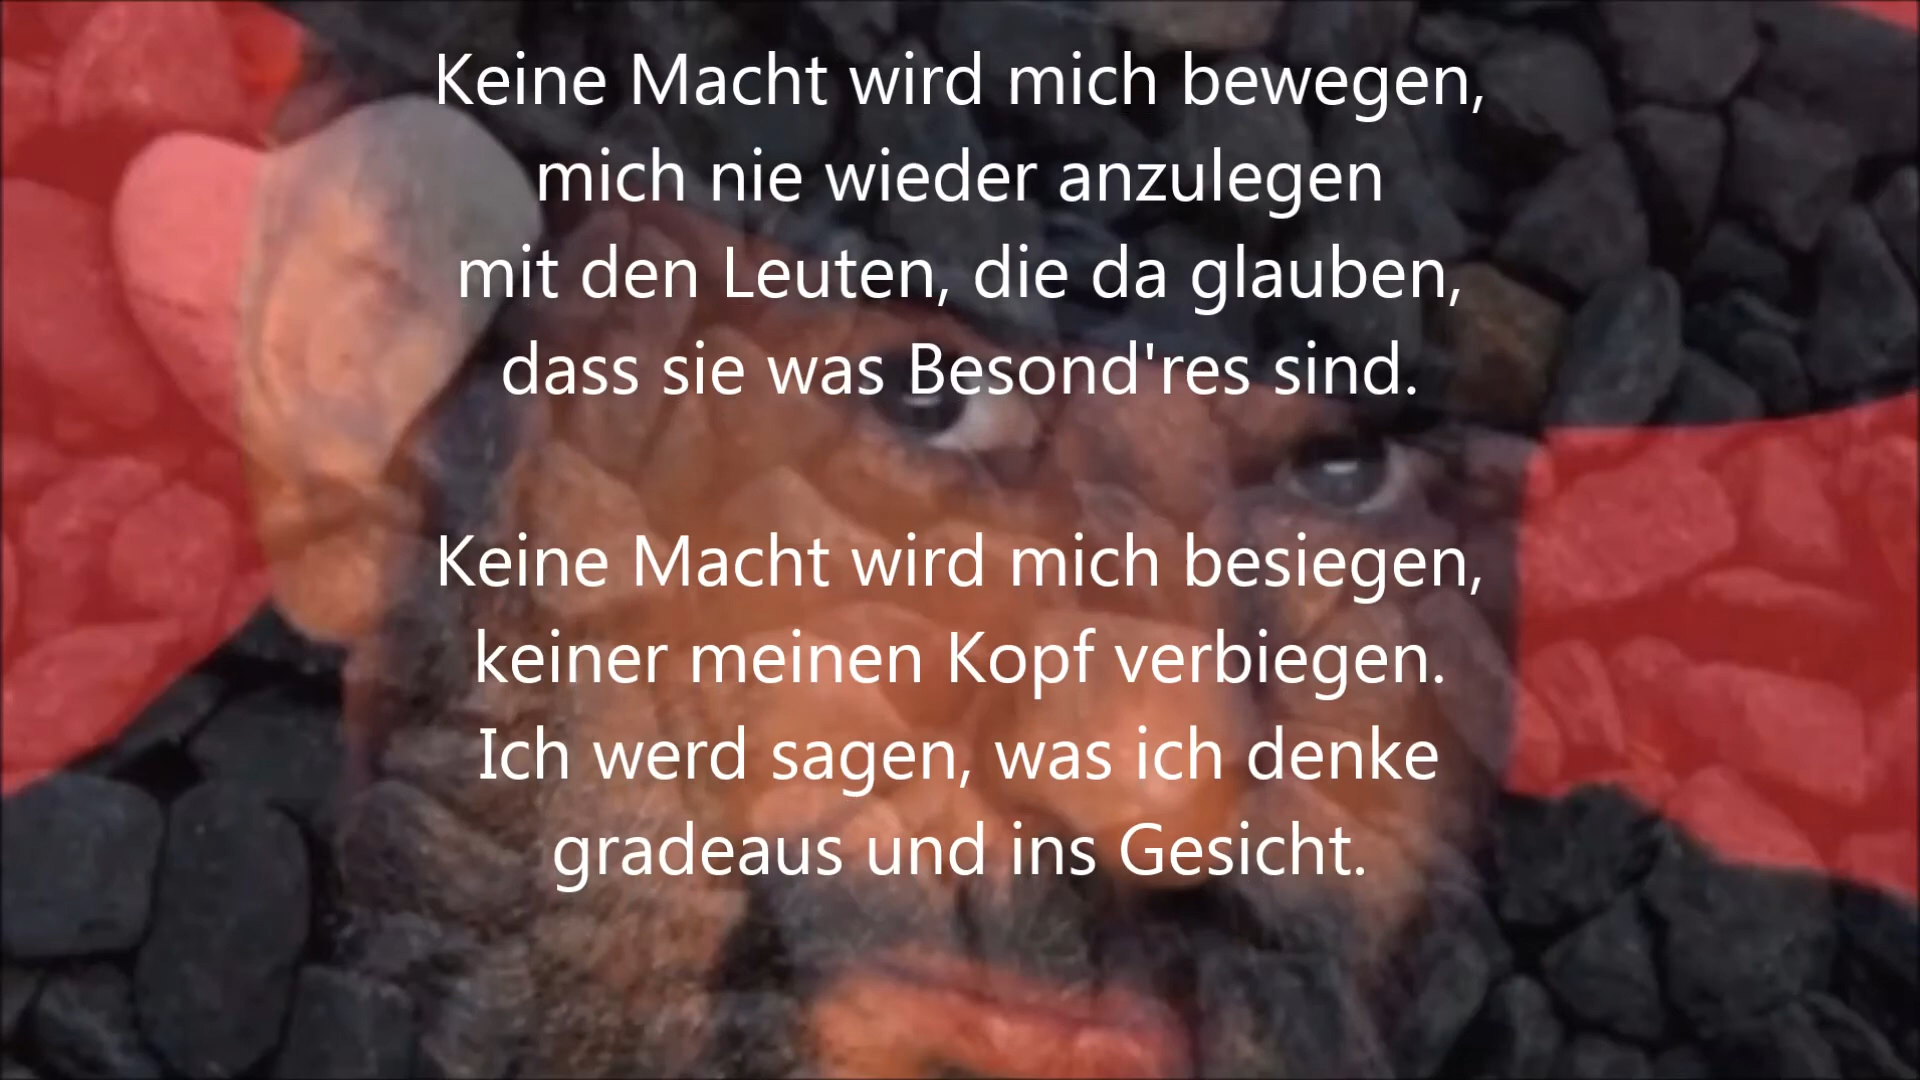 Keine Macht wird mich bewegen,
mich nie wieder anzulegen
mit den Leuten, die da glauben,
dass sie was Besond'res sind.
Keine Macht wird mich besiegen,
keiner meinen Kopf verbiegen.
Ich werd sagen, was ich denke
gradeaus und ins Gesicht.